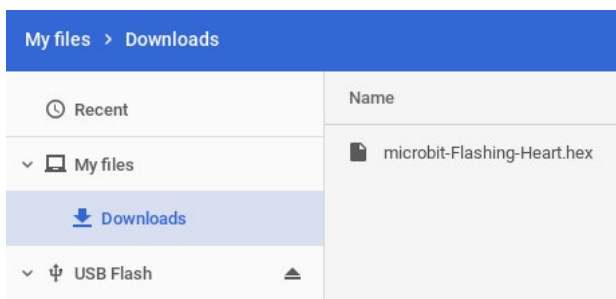 My files > Downloads
Recent
My files
Downloads
USB Flash
Name
microbit-Flashing-Heart.hex